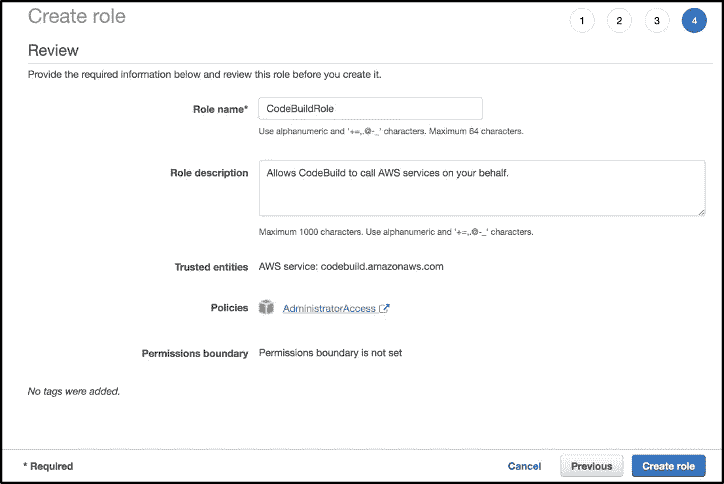 Create role
1 2 3 4
Review
Provide the required information below and review this role before you create it.
Role name* CodeBuildRole
Use alphanumeric and '+=,.@-_' characters. Maximum 64 characters.
Role description Allows CodeBuild to call AWS services on your behalf.
Maximum 1000 characters. Use alphanumeric and '+=,.@-_' characters.
Trusted entities AWS service: codebuild.amazonaws.com
Policies AdministratorAccess
Permissions boundary Permissions boundary is not set
No tags were added.
* Required Cancel Previous Create role